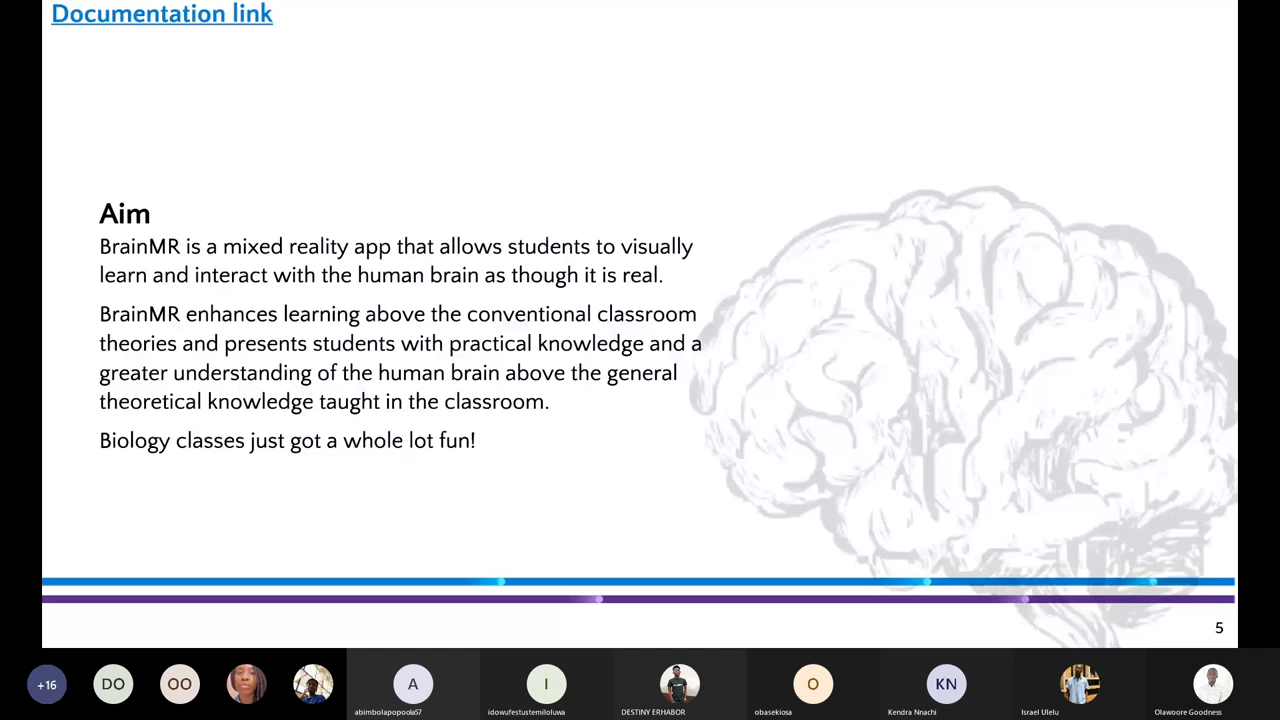 Documentation link
Aim
BrainMR is a mixed reality app that allows students to visually
learn and interact with the human brain as though it is real.
BrainMR enhances learning above the conventional classroom
theories and presents students with practical knowledge and a
greater understanding of the human brain above the general
theoretical knowledge taught in the classroom.
Biology classes just got a whole lot fun!
5
+16
DO
OO
A
I
O
KN
abimbolapopoola57
idowufestustemiloluwa
DESTINY ERHABOR
obasekiosa
Kendra Nnachi
Israel Ulelu
Olawoore Goodness